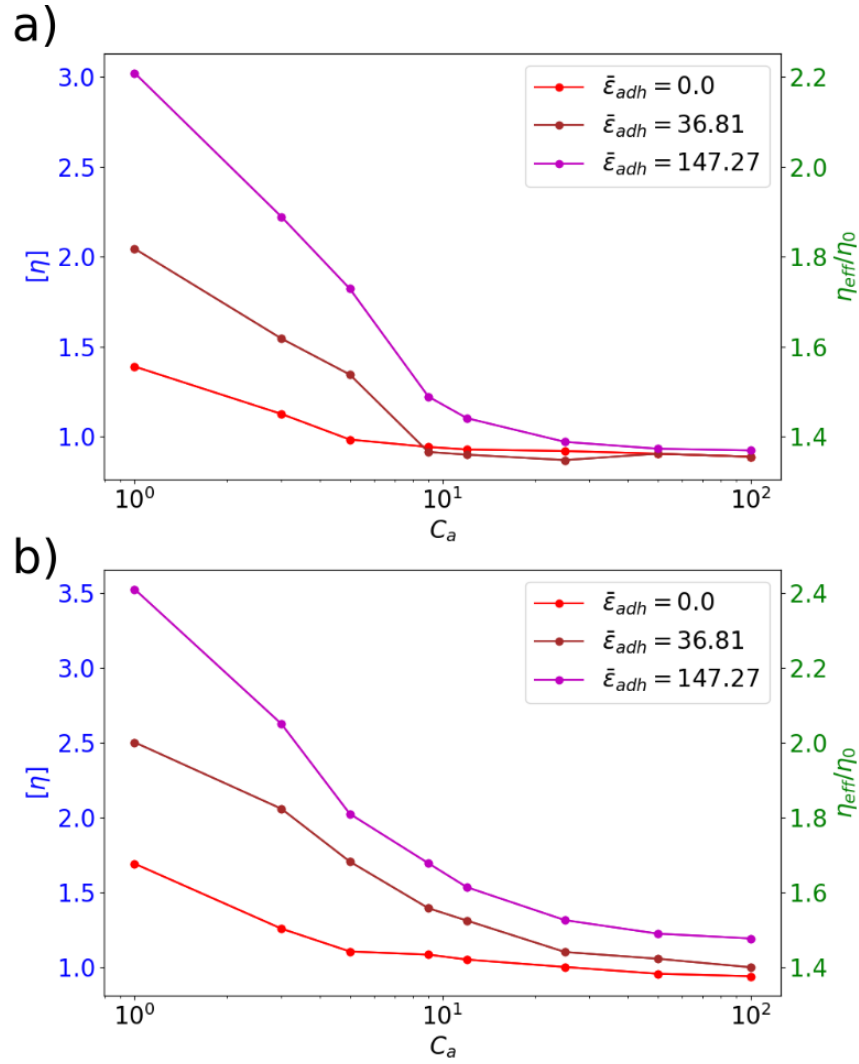 a)
3.0
2.5
2.0
1.5
1.0
[η]
2.2
2.0
1.8
1.6
1.4
η_eff/η_0
ε̄_adh = 0.0
ε̄_adh = 36.81
ε̄_adh = 147.27
10^0
10^1
10^2
C_a
b)
3.5
3.0
2.5
2.0
1.5
1.0
[η]
2.4
2.2
2.0
1.8
1.6
1.4
η_eff/η_0
ε̄_adh = 0.0
ε̄_adh = 36.81
ε̄_adh = 147.27
10^0
10^1
10^2
C_a